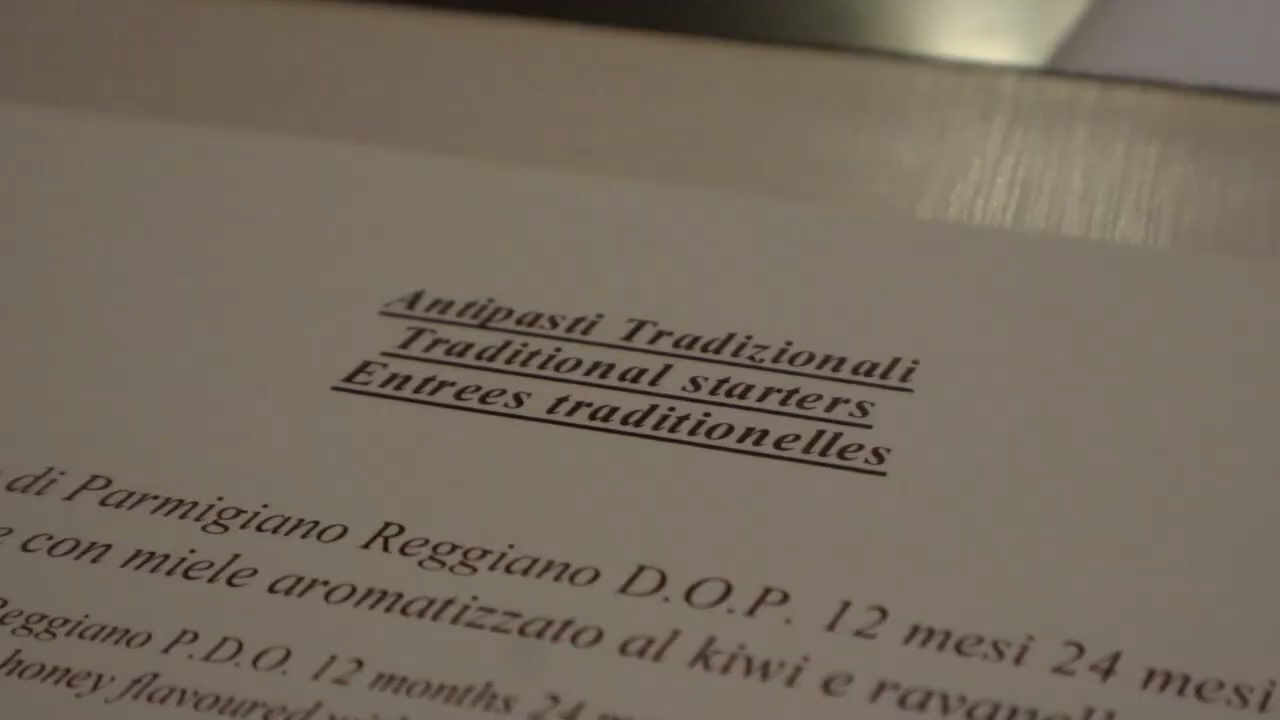 Antipasti Tradizionali
Traditional starters
Entrees traditionelles
di Parmigiano Reggiano D.O.P. 12 mesi 24 mesi
con miele aromatizzato al kiwi e
Reggiano P.D.O. 12 months 24
honey flavoured